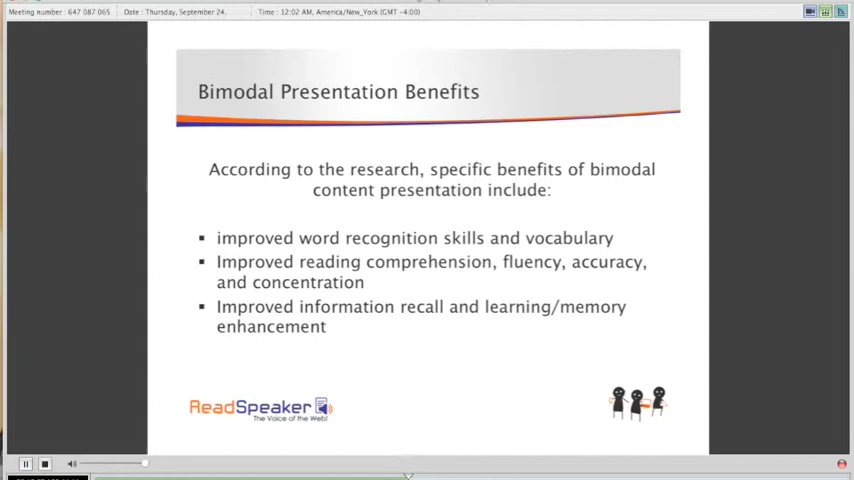 Meeting number: 647 087 065 Date: Thursday, September 24, Time: 12:02 AM, America/New_York (GMT -4:00)
Bimodal Presentation Benefits
According to the research, specific benefits of bimodal
content presentation include:
▪ improved word recognition skills and vocabulary
▪ Improved reading comprehension, fluency, accuracy,
and concentration
▪ Improved information recall and learning/memory
enhancement
ReadSpeaker
The Voice of the Web!